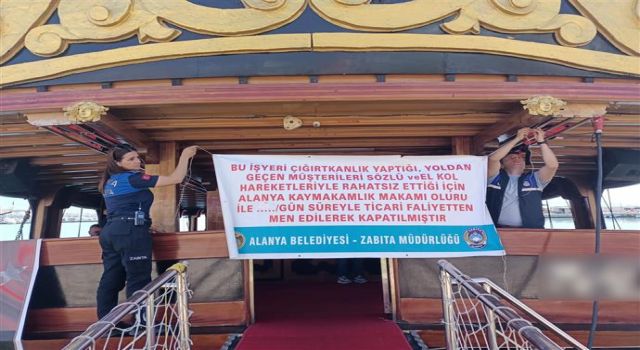 BU İŞYERİ ÇIĞIRTKANLIK YAPTIĞI, YOLDAN
GEÇEN MÜŞTERİLERİ SÖZLÜ veEL KOL
HAREKETLERİYLE RAHATSIZ ETTİĞİ İÇİN
ALANYA KAYMAKAMLIK MAKAMI OLURU
İLE ...../GÜN SÜREYLE TİCARİ FALİYETTEN
MEN EDİLEREK KAPATILMIŞTIR
ALANYA BELEDİYESİ - ZABITA MÜDÜRLÜĞÜ
ZABITA